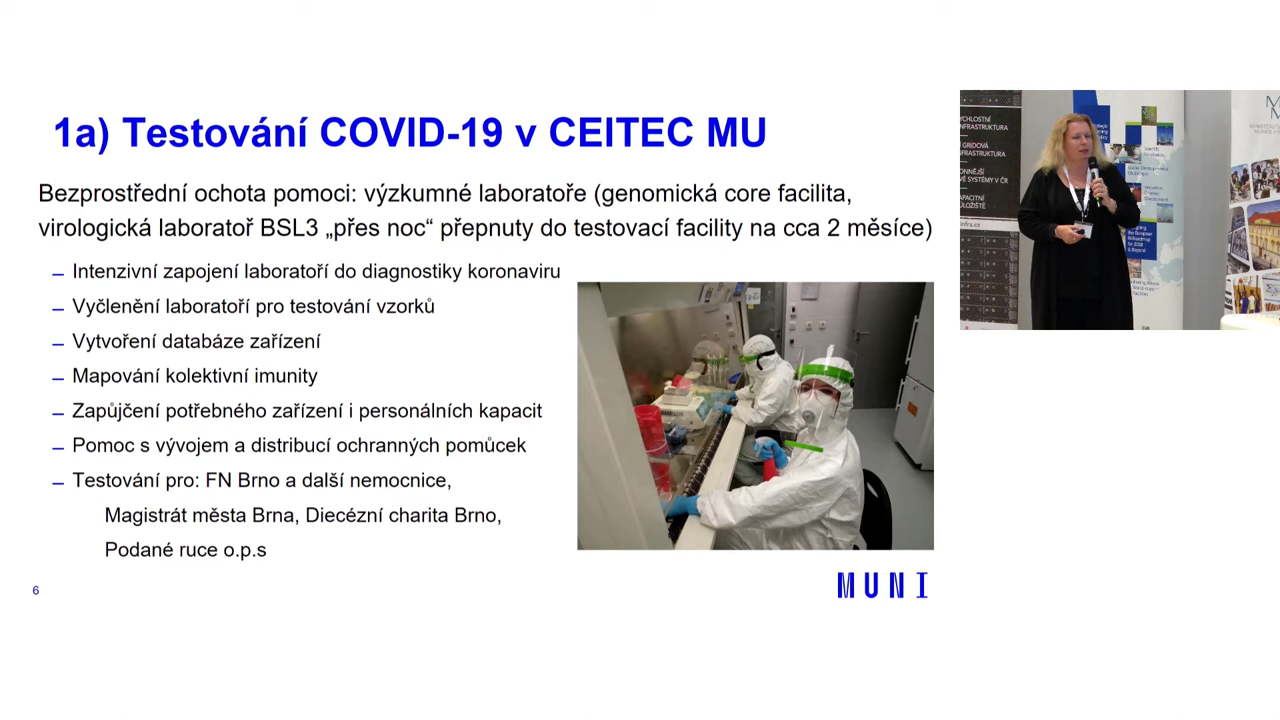 1a) Testování COVID-19 v CEITEC MU
Bezprostřední ochota pomoci: výzkumné laboratoře (genomická core facilita,
virologická laboratoř BSL3 „přes noc“ přepnuty do testovací facility na cca 2 měsíce)
– Intenzivní zapojení laboratoří do diagnostiky koronaviru
– Vyčlenění laboratoří pro testování vzorků
– Vytvoření databáze zařízení
– Mapování kolektivní imunity
– Zapůjčení potřebného zařízení i personálních kapacit
– Pomoc s vývojem a distribucí ochranných pomůcek
– Testování pro: FN Brno a další nemocnice,
Magistrát města Brna, Diecézní charita Brno,
Podané ruce o.p.s
6
MUNI